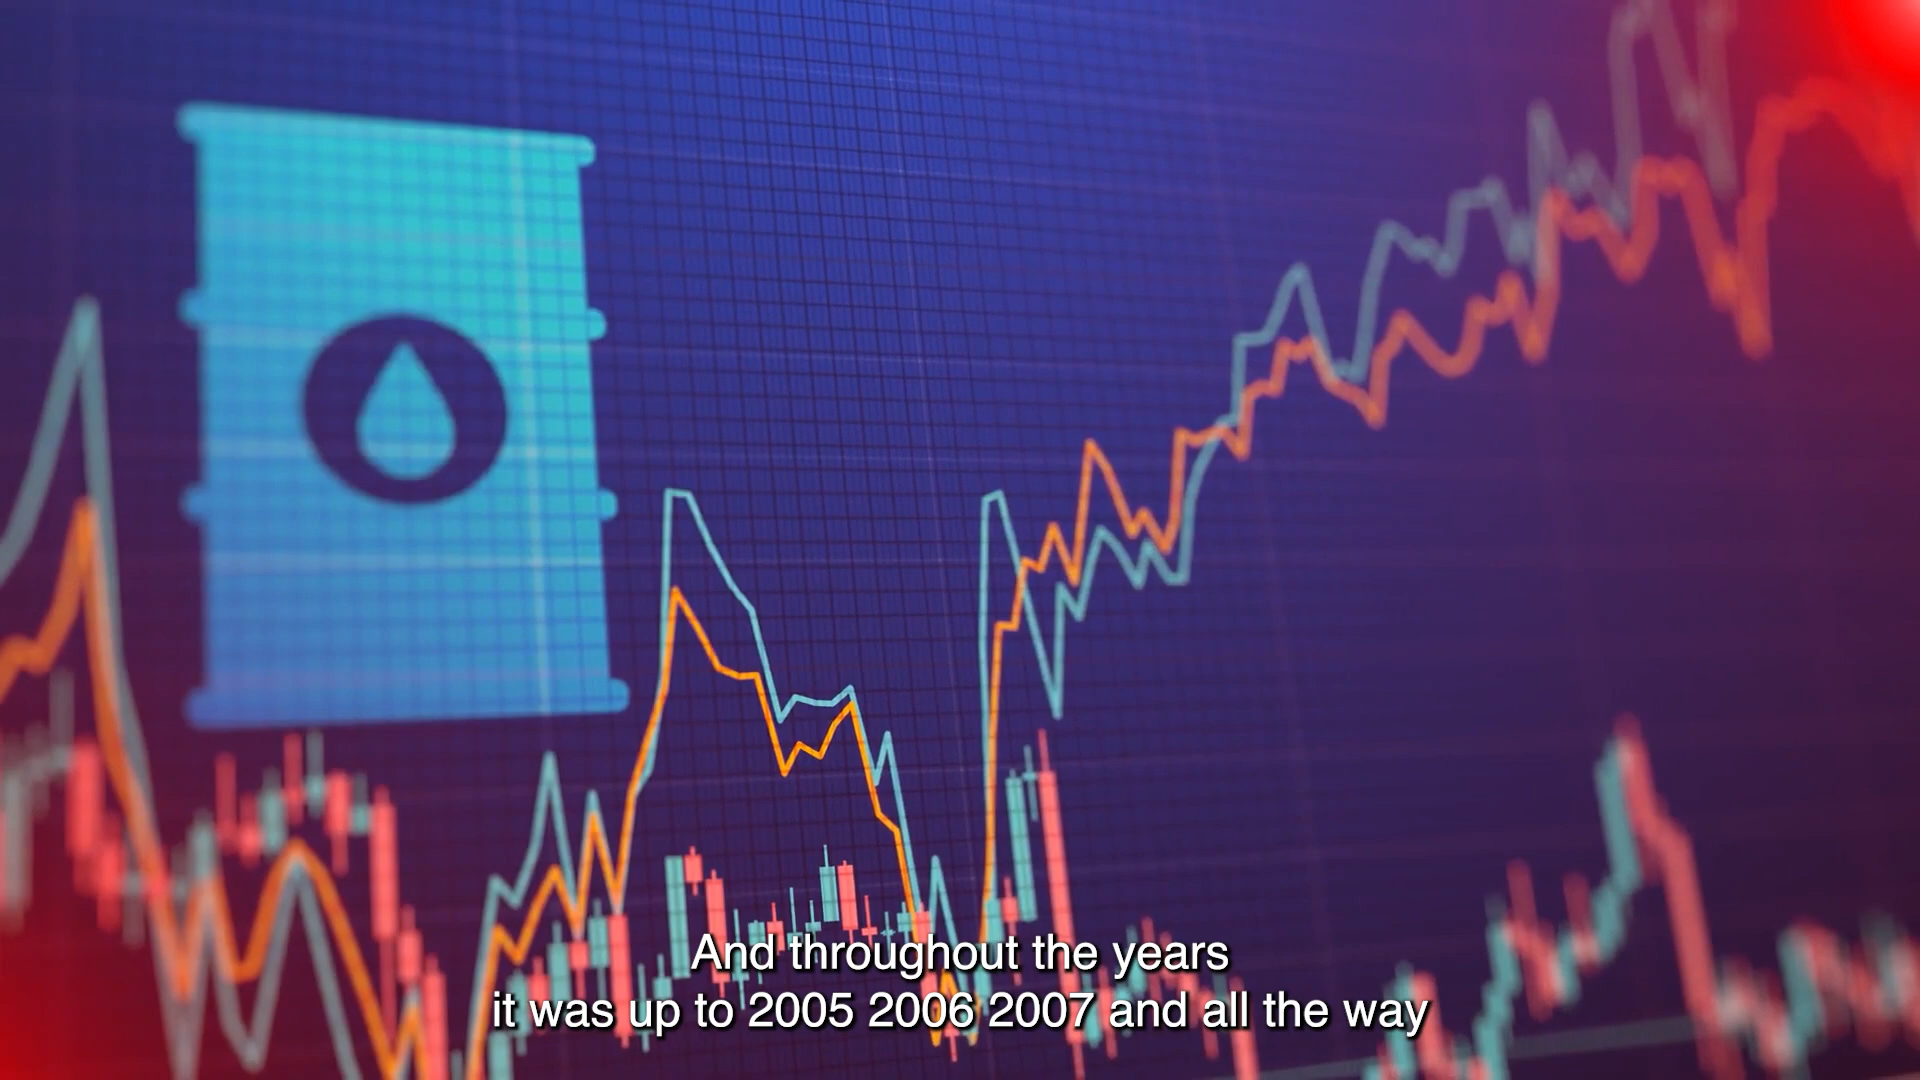 And throughout the years
it was up to 2005 2006 2007 and all the way